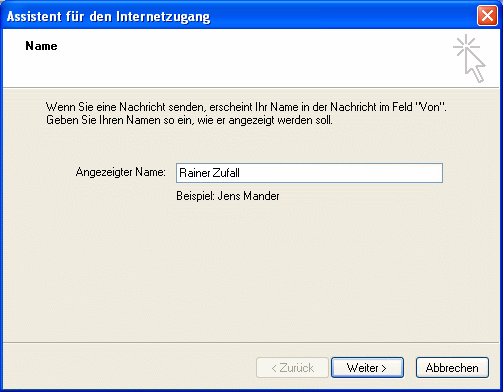 Assistent für den Internetzugang
Name
Wenn Sie eine Nachricht senden, erscheint Ihr Name in der Nachricht im Feld "Von".
Geben Sie Ihren Namen so ein, wie er angezeigt werden soll.
Angezeigter Name: Rainer Zufall
Beispiel: Jens Mander
< Zurück Weiter > Abbrechen